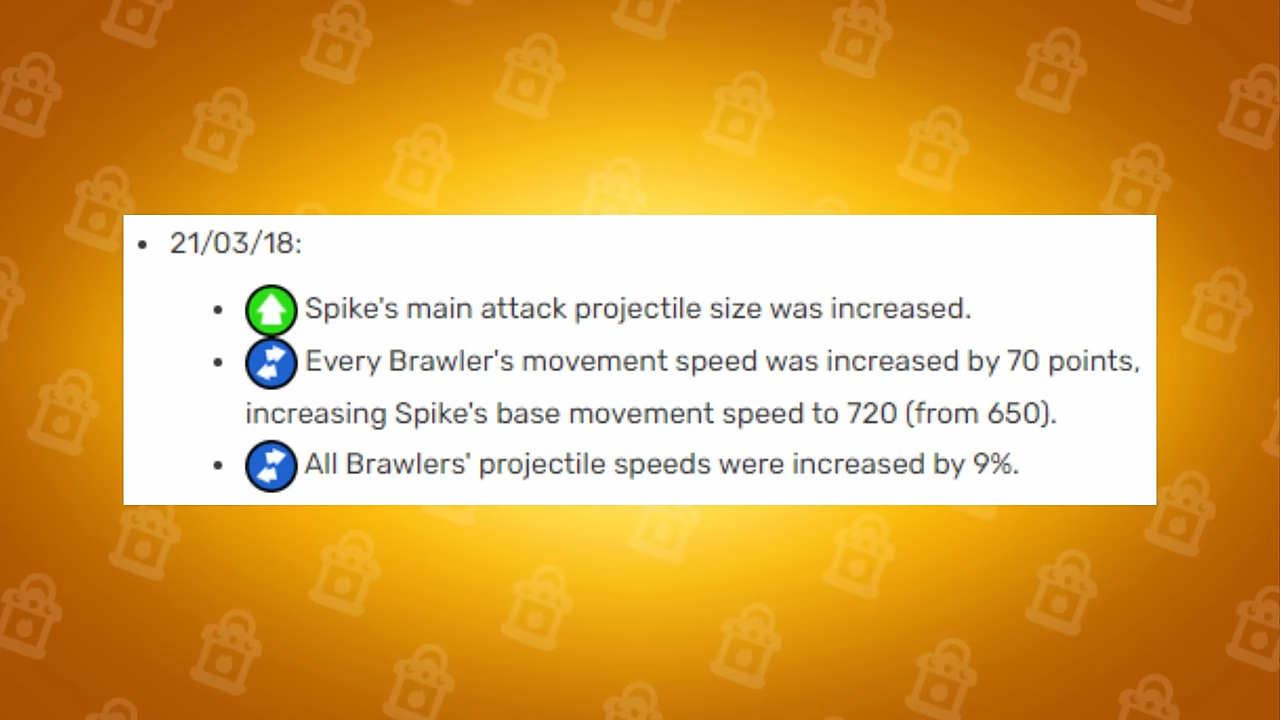 21/03/18:
Spike's main attack projectile size was increased.
Every Brawler's movement speed was increased by 70 points,
increasing Spike's base movement speed to 720 (from 650).
All Brawlers' projectile speeds were increased by 9%.